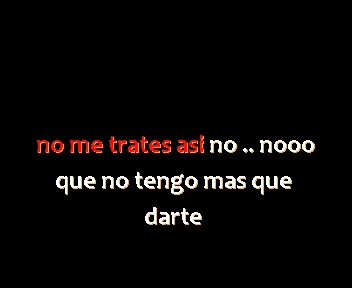 no me trates asi no .. nooo
que no tengo mas que
darte